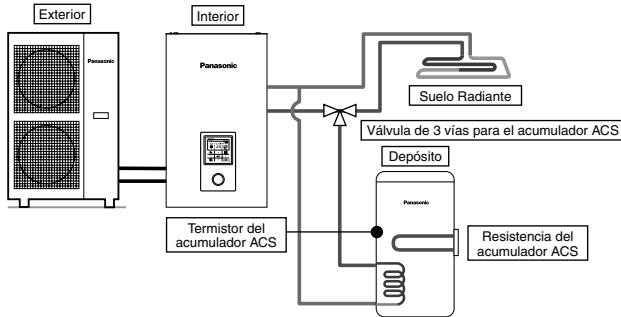 Exterior
Interior
Panasonic
Panasonic
Suelo Radiante
Válvula de 3 vías para el acumulador ACS
Depósito
Panasonic
Termistor del
acumulador ACS
Resistencia del
acumulador ACS